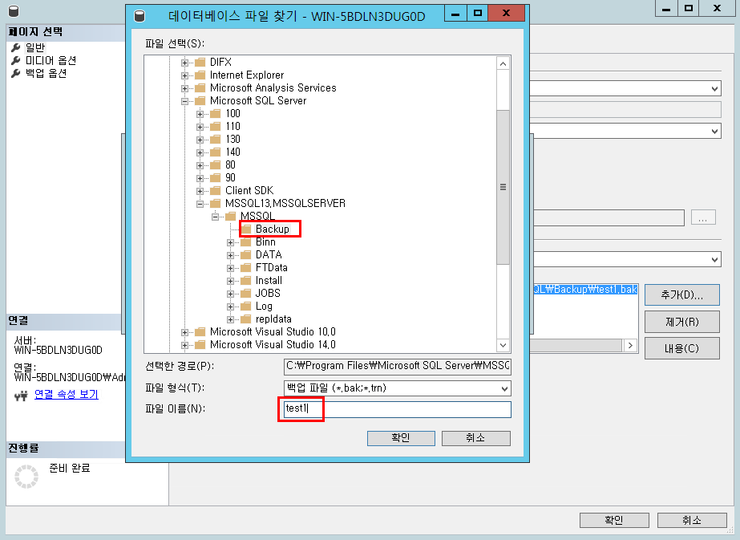 데이터베이스 파일 찾기 - WIN-5BDLN3DUG0D
페이지 선택
일반
미디어 옵션
백업 옵션
파일 선택(S):
DIFX
Internet Explorer
Microsoft Analysis Services
Microsoft SQL Server
100
110
130
140
80
90
Client SDK
MSSQL13,MSSQLSERVER
MSSQL
Backup
Binn
DATA
FTData
Install
JOBS
Log
repldata
Microsoft Visual Studio 10,0
Microsoft Visual Studio 14,0
선택한 경로(P):
C:₩Program Files₩Microsoft SQL Server₩MSSQ
파일 형식(T):
백업 파일 (*,bak;*,trn)
파일 이름(N):
test1
확인
취소
...
QL₩Backup₩test1,bak
추가(D)...
제거(R)
내용(C)
연결
서버:
WIN-5BDLN3DUG0D
연결:
WIN-5BDLN3DUG0D₩Adm
연결 속성 보기
진행률
준비 완료
확인
취소